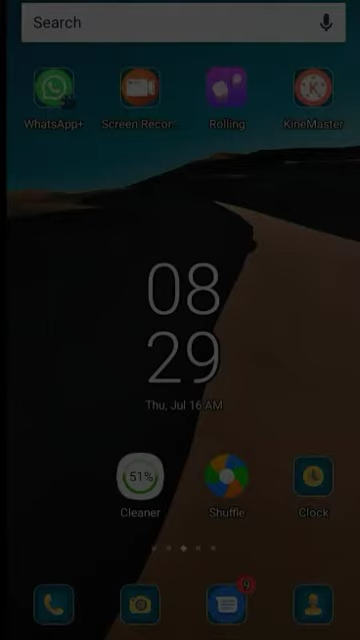 Search
WhatsApp+
Screen Recor
Rolling
KineMaster
K
08
29
Thu, Jul 16 AM
51%
Cleaner
Shuffle
Clock
9